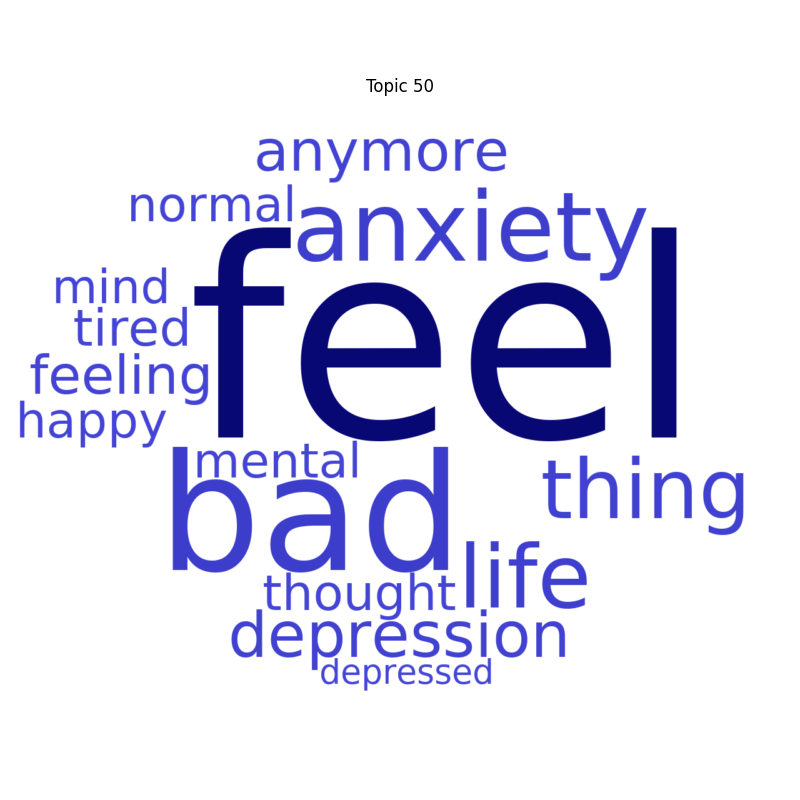 Topic 50
anymore
normal
anxiety
feel
mind
tired
feeling
happy
mental
bad
thing
life
thought
depression
depressed